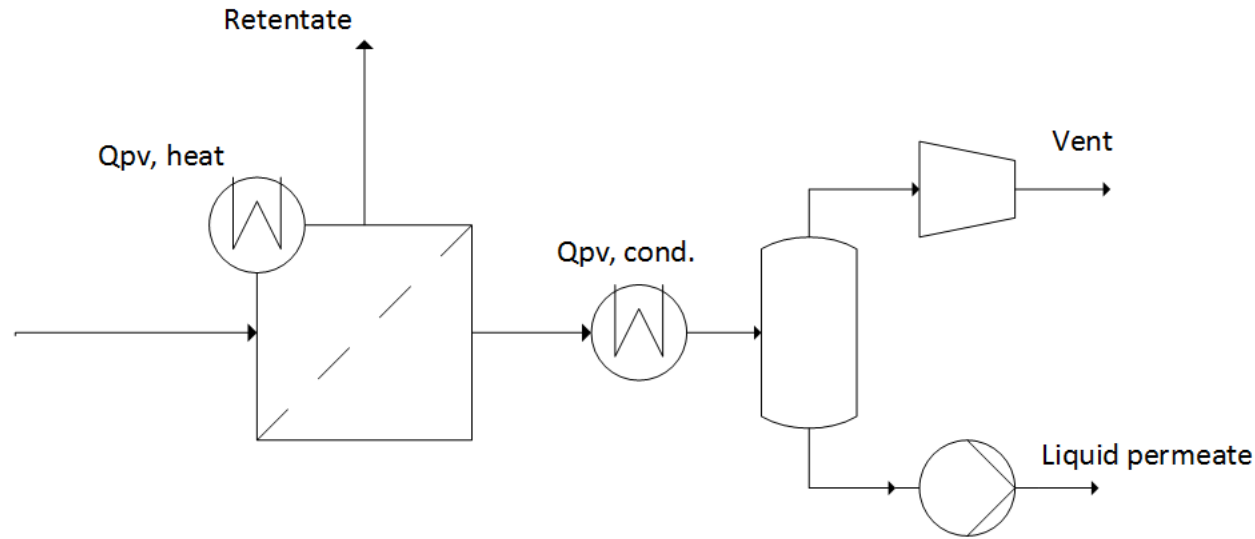 Retentate
Qpv, heat
Vent
Qpv, cond.
Liquid permeate